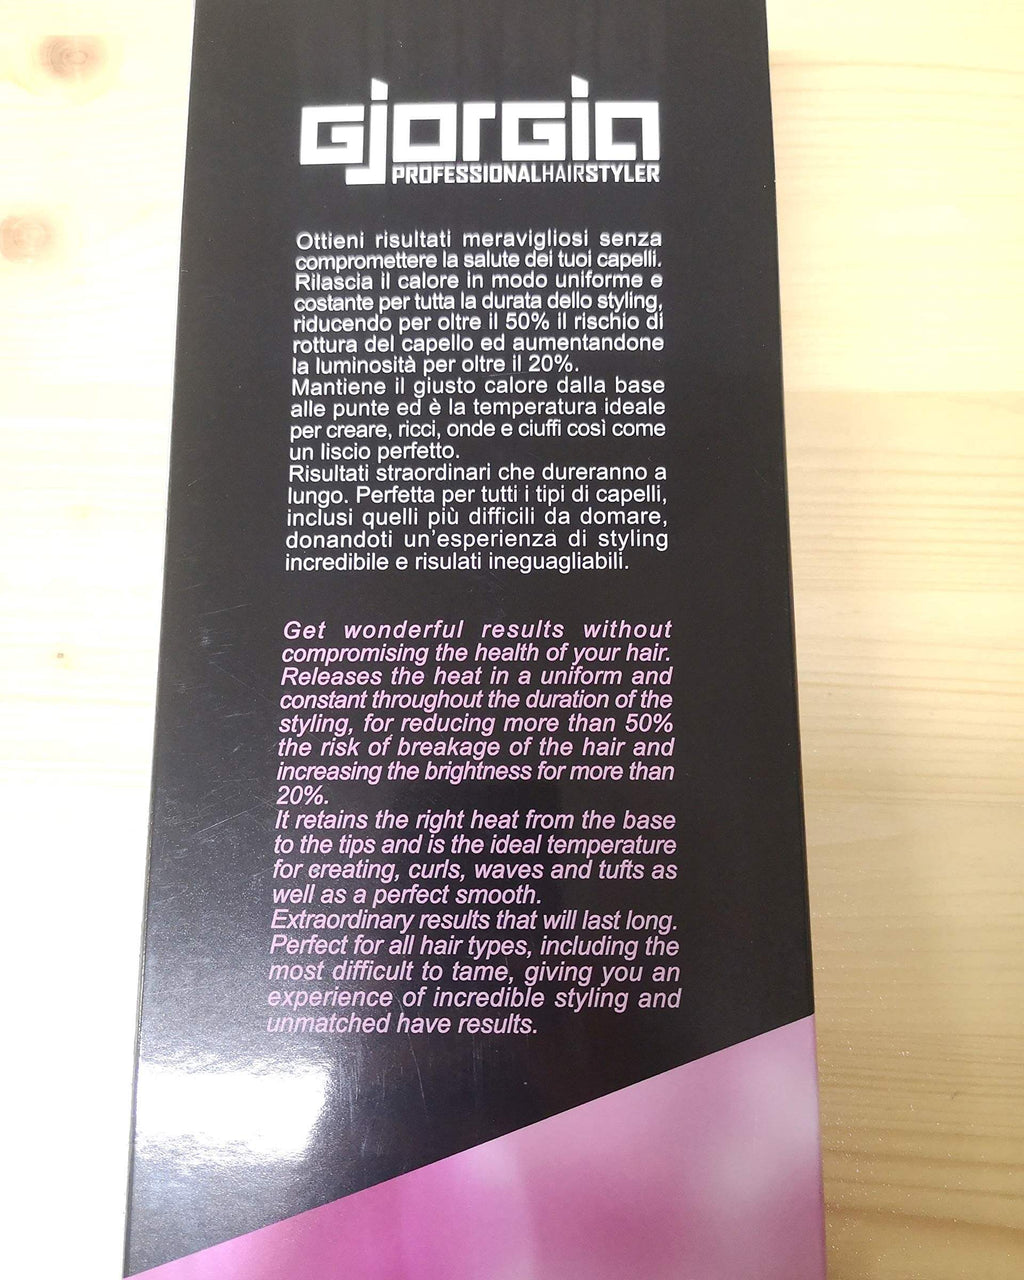 Gjorgia
PROFESSIONALHAIRSTYLER
Ottieni risultati meravigliosi senza
compromettere la salute dei tuoi capelli.
Rilascia il calore in modo uniforme e
costante per tutta la durata dello styling,
riducendo per oltre il 50% il rischio di
rottura del capello ed aumentandone
la luminosità per oltre il 20%.
Mantiene il giusto calore dalla base
alle punte ed è la temperatura ideale
per creare, ricci, onde e ciuffi così come
un liscio perfetto.
Risultati straordinari che dureranno a
lungo. Perfetta per tutti i tipi di capelli,
inclusi quelli più difficili da domare,
donandoti un'esperienza di styling
incredibile e risulati ineguagliabili.
Get wonderful results without
compromising the health of your hair.
Releases the heat in a uniform and
constant throughout the duration of the
styling, for reducing more than 50%
the risk of breakage of the hair and
increasing the brightness for more than
20%.
It retains the right heat from the base
to the tips and is the ideal temperature
for creating, curls, waves and tufts as
well as a perfect smooth.
Extraordinary results that will last long.
Perfect for all hair types, including the
most difficult to tame, giving you an
experience of incredible styling and
unmatched have results.